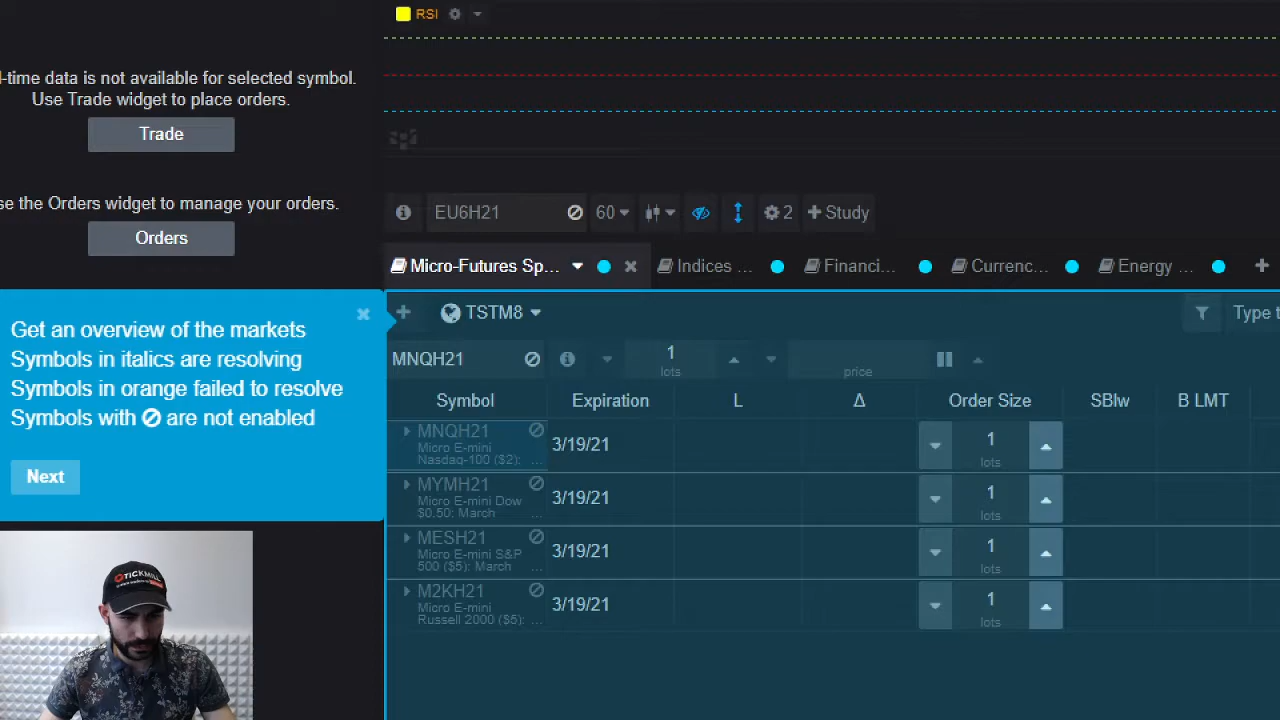 RSI
-time data is not available for selected symbol.
Use Trade widget to place orders.
Trade
se the Orders widget to manage your orders.
Orders
EU6H21 60 2 Study
Micro-Futures Sp... Indices ... Financi... Currenc... Energy ...
Get an overview of the markets
Symbols in italics are resolving
Symbols in orange failed to resolve
Symbols with are not enabled
Next
TSTM8 Type t
MNQH21 1 lots price
Symbol Expiration L Δ Order Size SBlw B LMT
MNQH21 3/19/21 1
Micro E-mini lots
Nasdaq-100 ($2): ...
MYMH21 3/19/21 1
Micro E-mini Dow lots
$0.50: March ...
MESH21 3/19/21 1
Micro E-mini S&P lots
500 ($5): March ...
M2KH21 3/19/21 1
Micro E-mini lots
Russell 2000 ($5): ...
TICKMILL